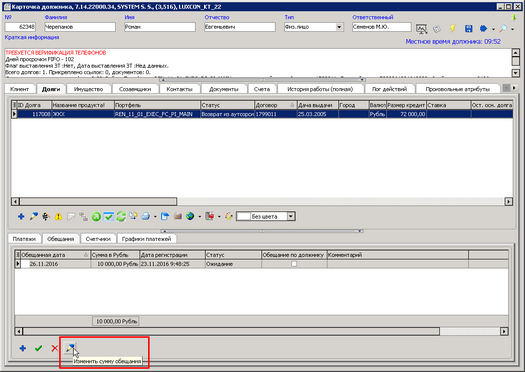 Карточка должника, 7.14.22000.34, SYSTEM S. S., (3,516), LUXCON_KT_22
№ Фамилия Имя Отчество Тип Ответственный
62348 Черепанов Роман Евгеньевич Физ.лицо Семенов М.Ю.
Краткая информация
Местное время должника: 09:52
ТРЕБУЕТСЯ ВЕРИФИКАЦИЯ ТЕЛЕФОНОВ
Дней просрочки FIFO - 102
Флаг выставления ЗТ :Нет, Дата выставления ЗТ :Нед данных.
Всего долгов: 1. Прикреплено ссылок: 0, документов: 0.
Клиент Долги Имущество Созаемщики Контакты Документы Счета История работы (полная) Лог действий Произвольные атрибуты
ID Долга Название продукта! Портфель Статус Договор Дата выдачи Город Валют Размер кредит Ставка Ост. осн. долга
117008 ЖКХ REN_11_01_EXEC_FC_PI_MAIN Возврат из аутсорси 1799011 25.03.2005 Рубль 72 000,00
Без цвета
Платежи Обещания Счетчики Графики платежей
Обещанная дата Сумма в Рубль Дата регистрации Статус Обещание по должнику Комментарий
26.11.2016 10 000,00 Рубль 23.11.2016 9:48:25 Ожидание
10 000,00 Рубль
Изменить сумму обещания